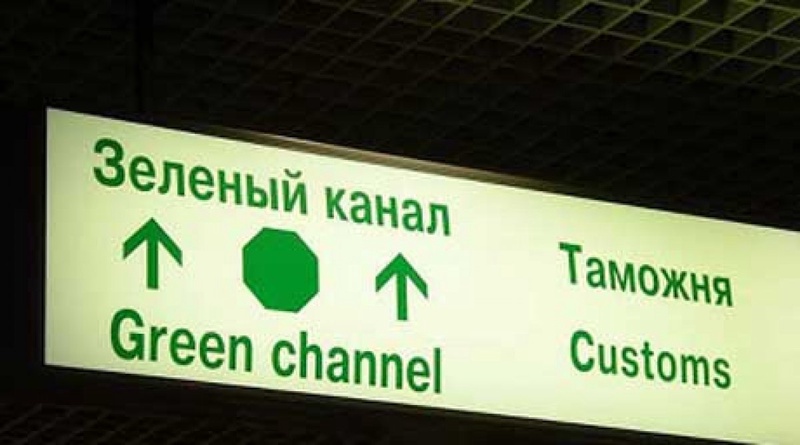 Зеленый канал
Green channel
Таможня
Customs